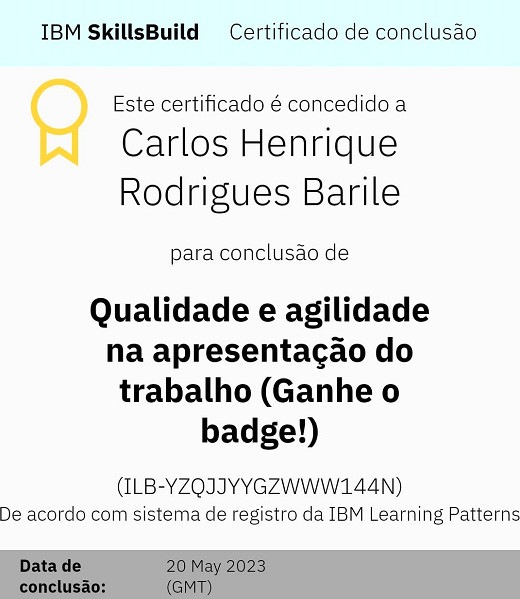 IBM SkillsBuild Certificado de conclusão
Este certificado é concedido a
Carlos Henrique
Rodrigues Barile
para conclusão de
Qualidade e agilidade
na apresentação do
trabalho (Ganhe o
badge!)
(ILB-YZQJJYYGZWWW144N)
De acordo com sistema de registro da IBM Learning Patterns
Data de 20 May 2023
conclusão: (GMT)